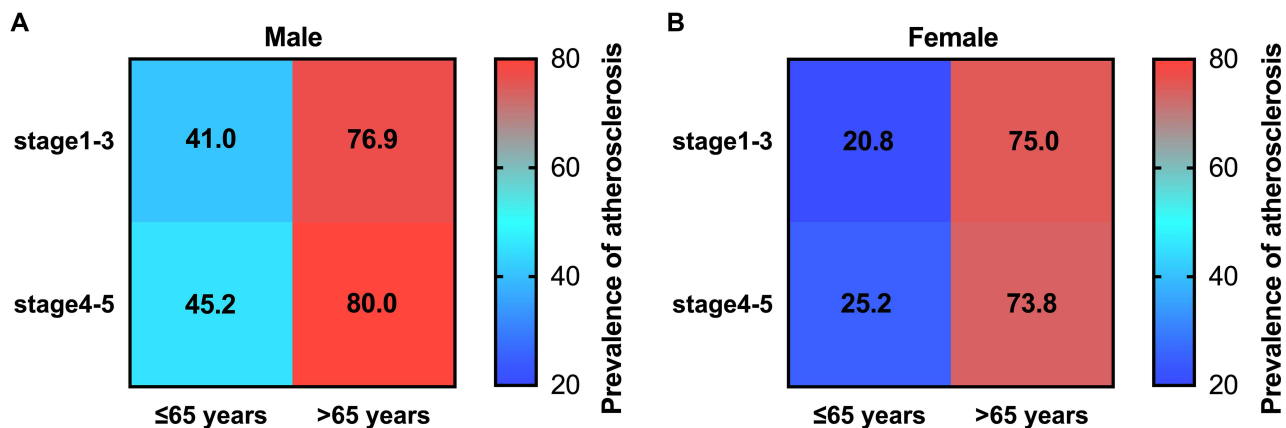 A
Male
stage1-3
41.0 76.9
stage4-5
45.2 80.0
≤65 years >65 years
80
60
40
20
Prevalence of atherosclerosis
B
Female
stage1-3
20.8 75.0
stage4-5
25.2 73.8
≤65 years >65 years
80
60
40
20
Prevalence of atherosclerosis